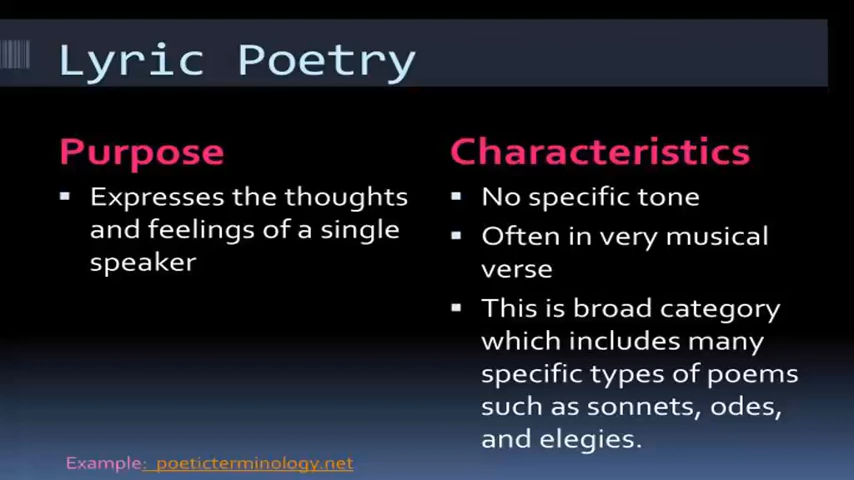 Lyric Poetry
Purpose
▪ Expresses the thoughts
and feelings of a single
speaker
Characteristics
▪ No specific tone
▪ Often in very musical
verse
▪ This is broad category
which includes many
specific types of poems
such as sonnets, odes,
and elegies.
Example: poeticterminology.net